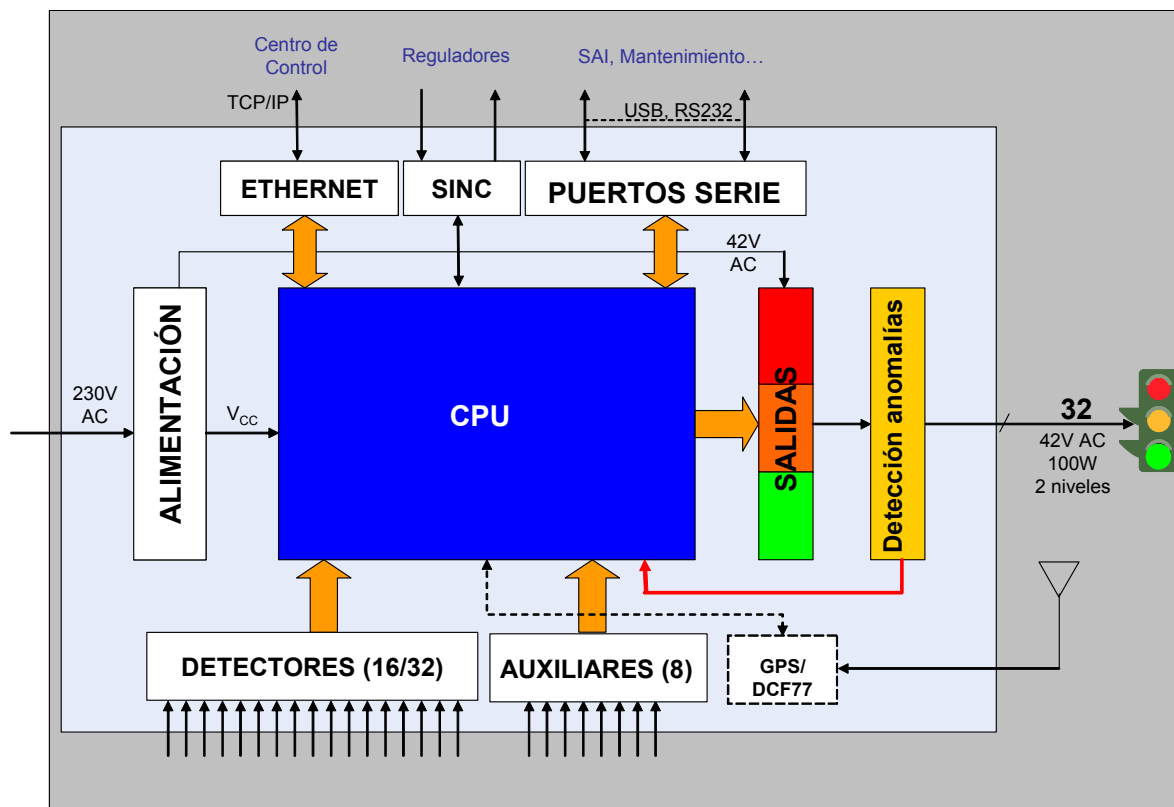 Centro de
Control
Reguladores
SAI, Mantenimiento…
TCP/IP
USB, RS232
ETHERNET
SINC
PUERTOS SERIE
42V
AC
ALIMENTACIÓN
230V
AC
VCC
CPU
SALIDAS
Detección anomalías
32
42V AC
100W
2 niveles
DETECTORES (16/32)
AUXILIARES (8)
GPS/
DCF77